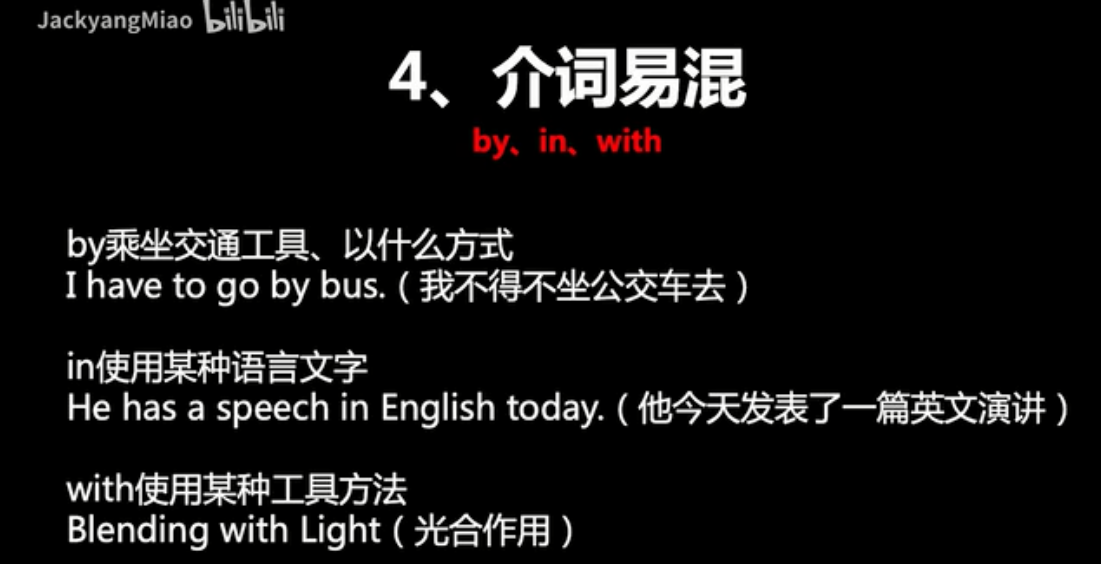 JackyangMiao bilibili
4、介词易混
by、in、with
by乘坐交通工具、以什么方式
I have to go by bus.（我不得不坐公交车去）
in使用某种语言文字
He has a speech in English today.（他今天发表了一篇英文演讲）
with使用某种工具方法
Blending with Light（光合作用）